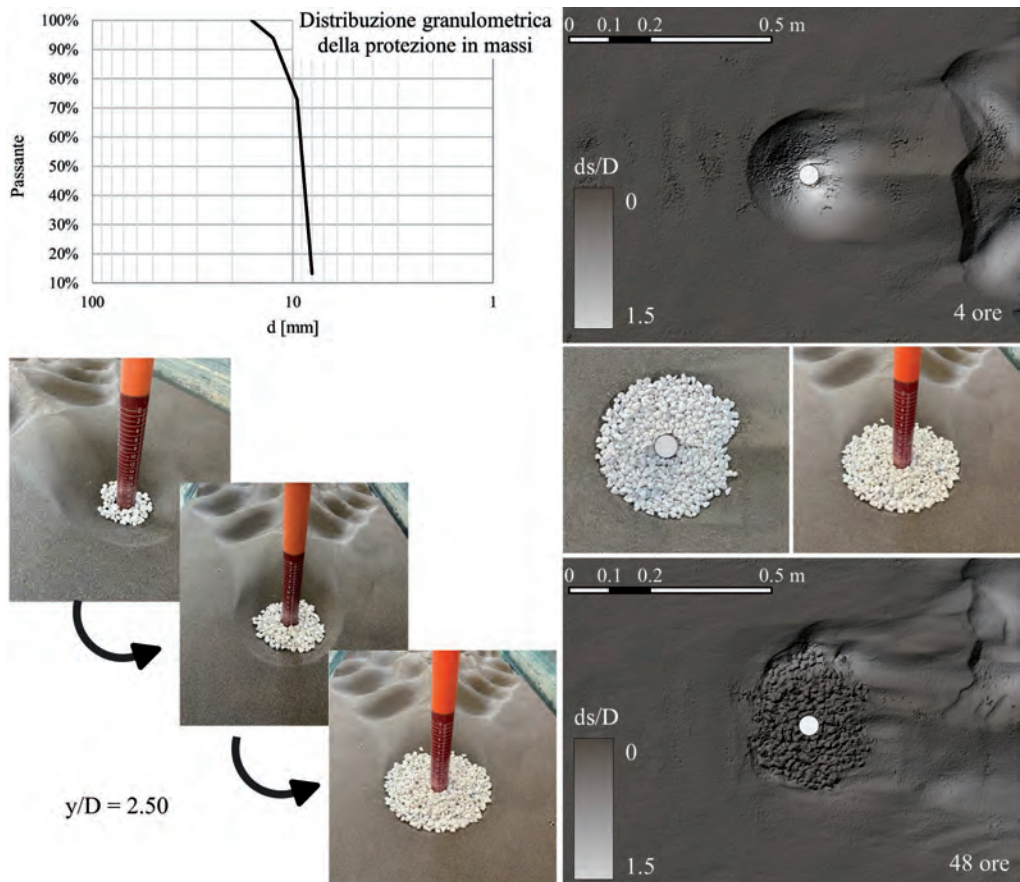 Distribuzione granulometrica
della protezione in massi
100%
90%
80%
70%
60%
50%
40%
30%
20%
10%
Passante
100
10
1
d [mm]
0 0.1 0.2 0.5 m
ds/D
0
1.5
4 ore
y/D = 2.50
0 0.1 0.2 0.5 m
ds/D
0
1.5
48 ore